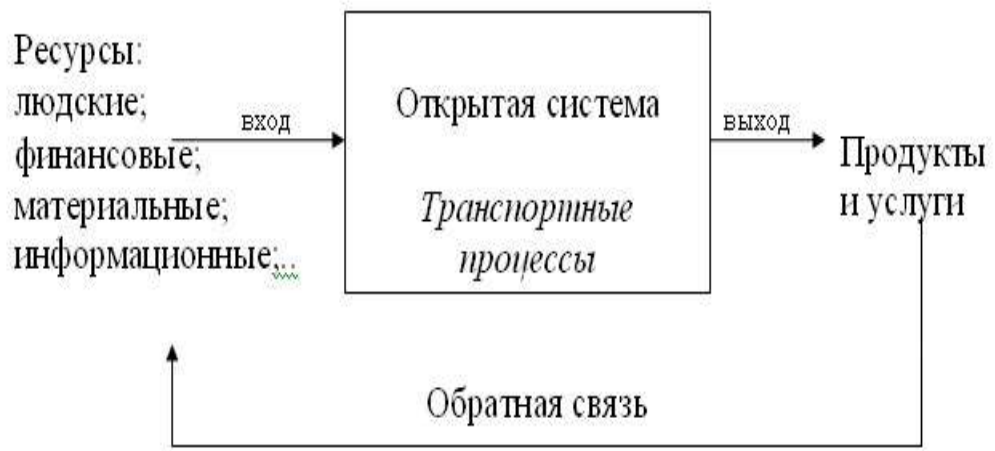 Ресурсы:
людские;
финансовые;
материальные;
информационные;..
вход
Открытая система
Транспортные
процессы
выход
Продукты
и услуги
Обратная связь